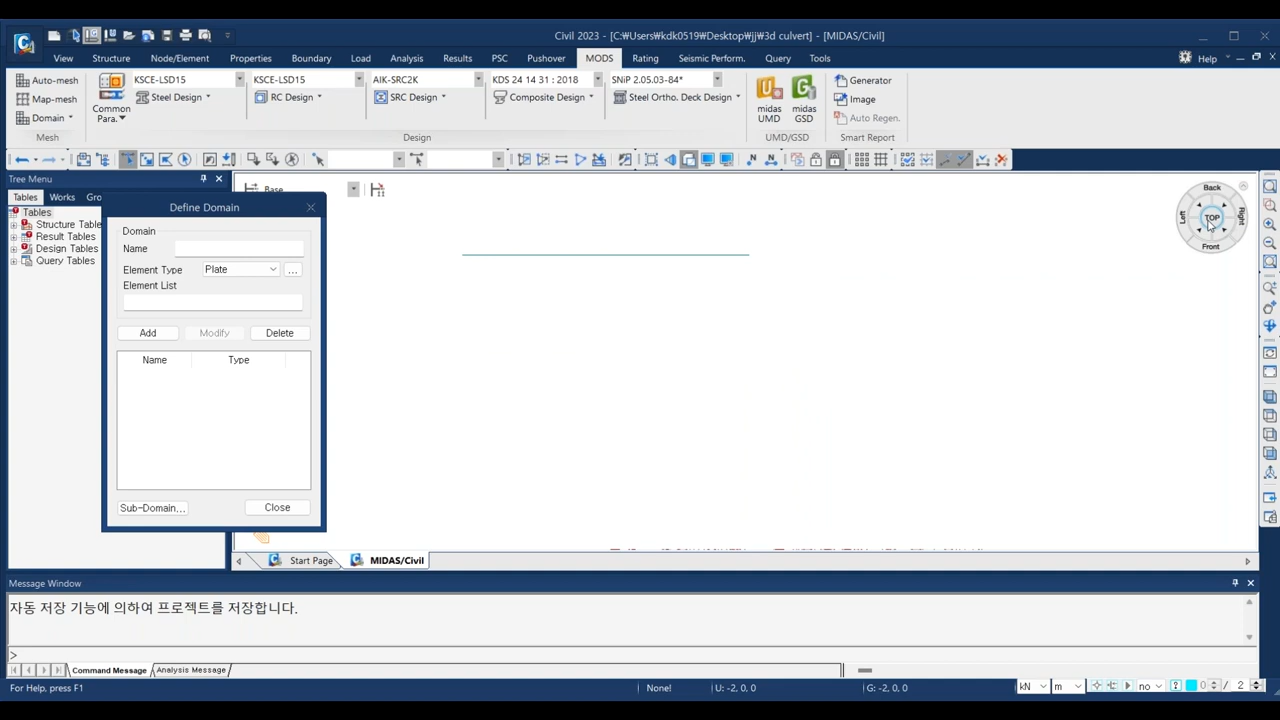 Civil 2023 - [C:₩Users₩kdk0519₩Desktop₩jj₩3d culvert] - [MIDAS/Civil]
View Structure Node/Element Properties Boundary Load Analysis Results PSC Pushover MODS Rating Seismic Perform. Query Tools Help
Auto-mesh KSCE-LSD15 KSCE-LSD15 AIK-SRC2K KDS 24 14 31 : 2018 SNiP 2.05.03-84* Generator
Map-mesh Common Para. Steel Design RC Design SRC Design Composite Design Steel Ortho. Deck Design midas UMD midas GSD Image
Domain Auto Regen.
Mesh Design UMD/GSD Smart Report
Tree Menu
Base
Tables Works Gro
Tables
Structure Table
Result Tables
Design Tables
Query Tables
Define Domain
Domain
Name
Element Type Plate ...
Element List
Add Modify Delete
Name Type
Sub-Domain... Close
Back
Left TOP Right
Front
Start Page MIDAS/Civil
Message Window
자동 저장 기능에 의하여 프로젝트를 저장합니다.
>
Command Message Analysis Message
For Help, press F1 None! U: -2, 0, 0 G: -2, 0, 0 kN m no 0 / 2